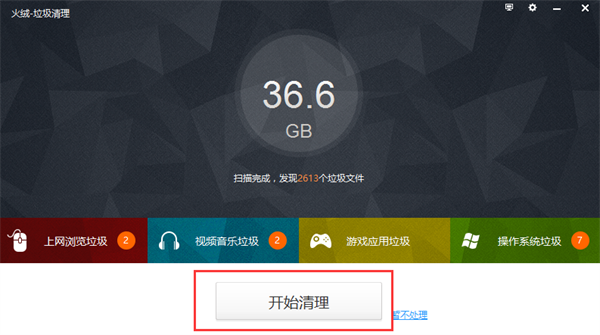 火绒-垃圾清理
36.6
GB
扫描完成，发现2613个垃圾文件
上网浏览垃圾 2
视频音乐垃圾 2
游戏应用垃圾
操作系统垃圾 7
开始清理
暂不处理